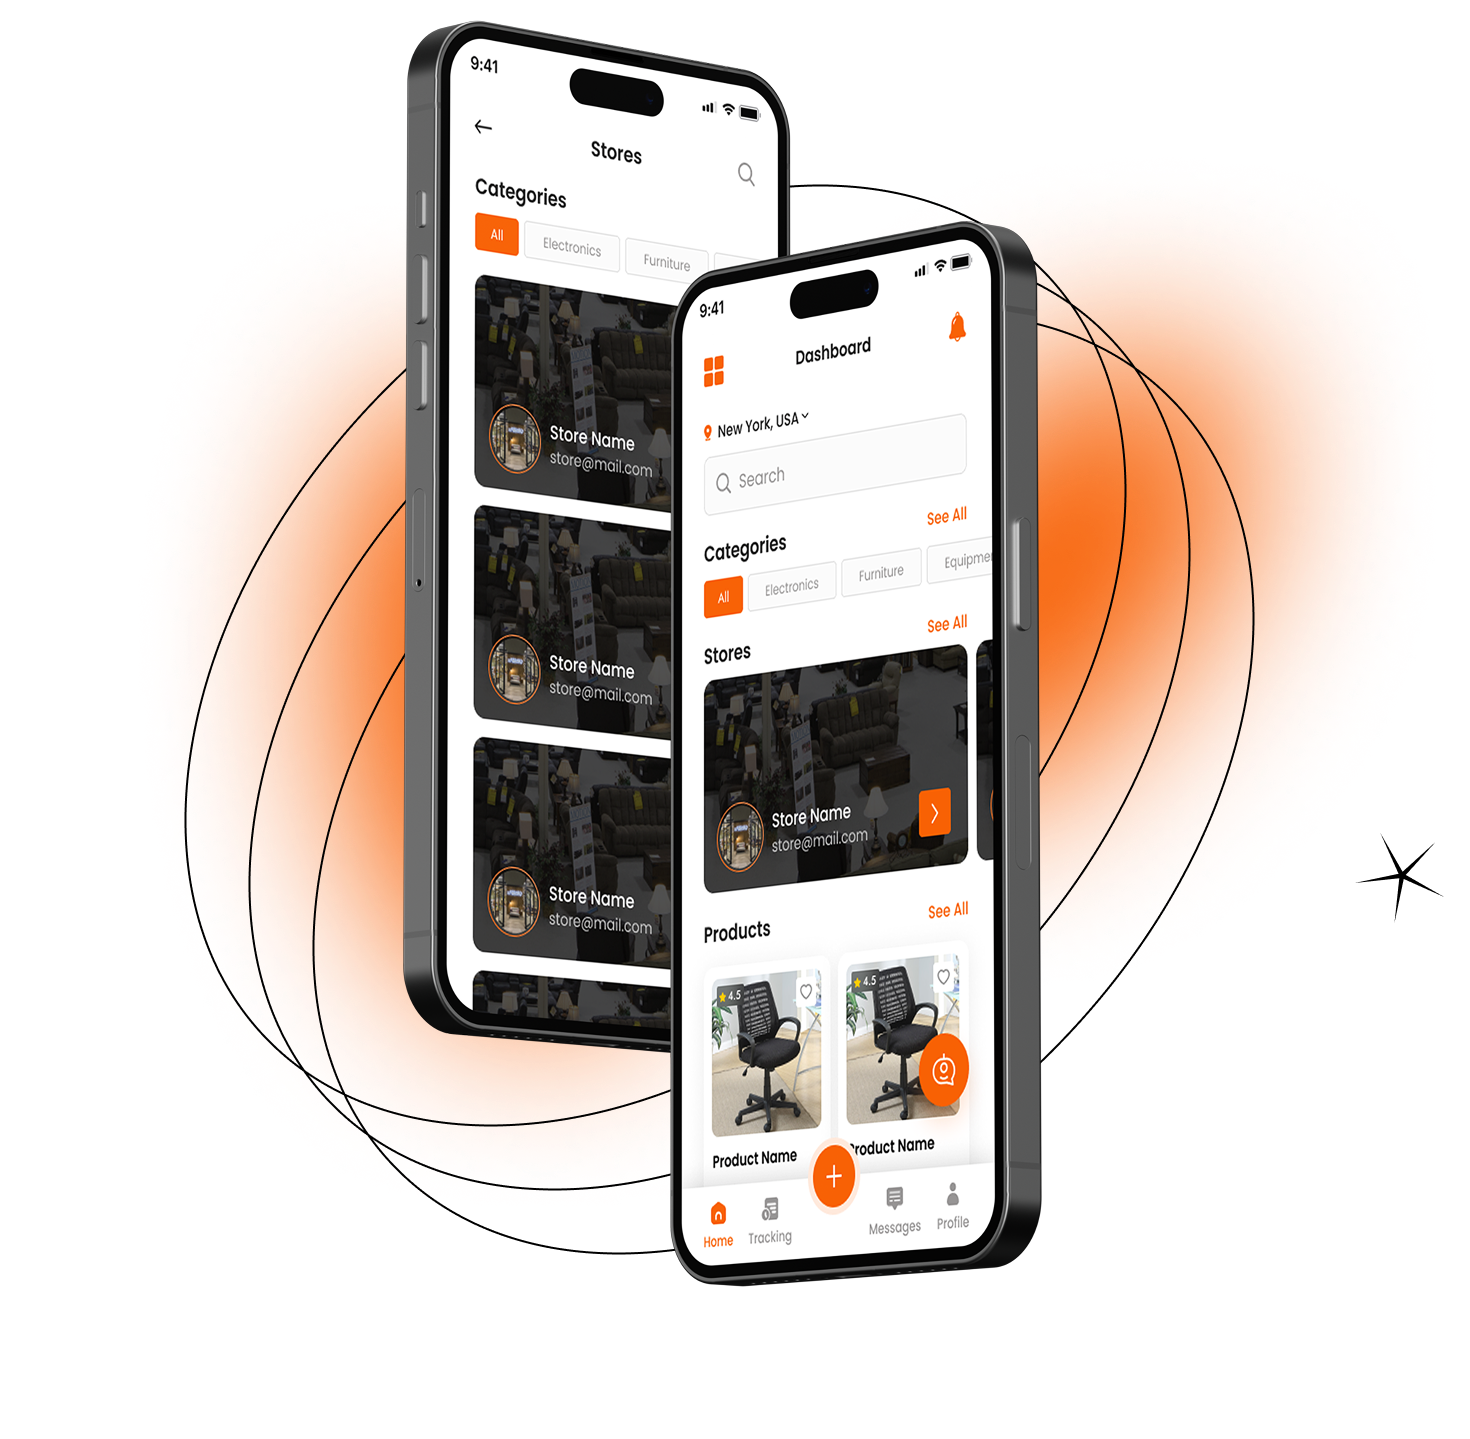 9:41
Stores
Categories
All
Electronics
Furniture
Store Name
store@mail.com
Store Name
store@mail.com
Store Name
store@mail.com
9:41
Dashboard
New York, USA
Search
See All
Categories
All
Electronics
Furniture
Equipmen
See All
Stores
Store Name
store@mail.com
See All
Products
4.5
4.5
Product Name
Product Name
Home
Tracking
Messages
Profile